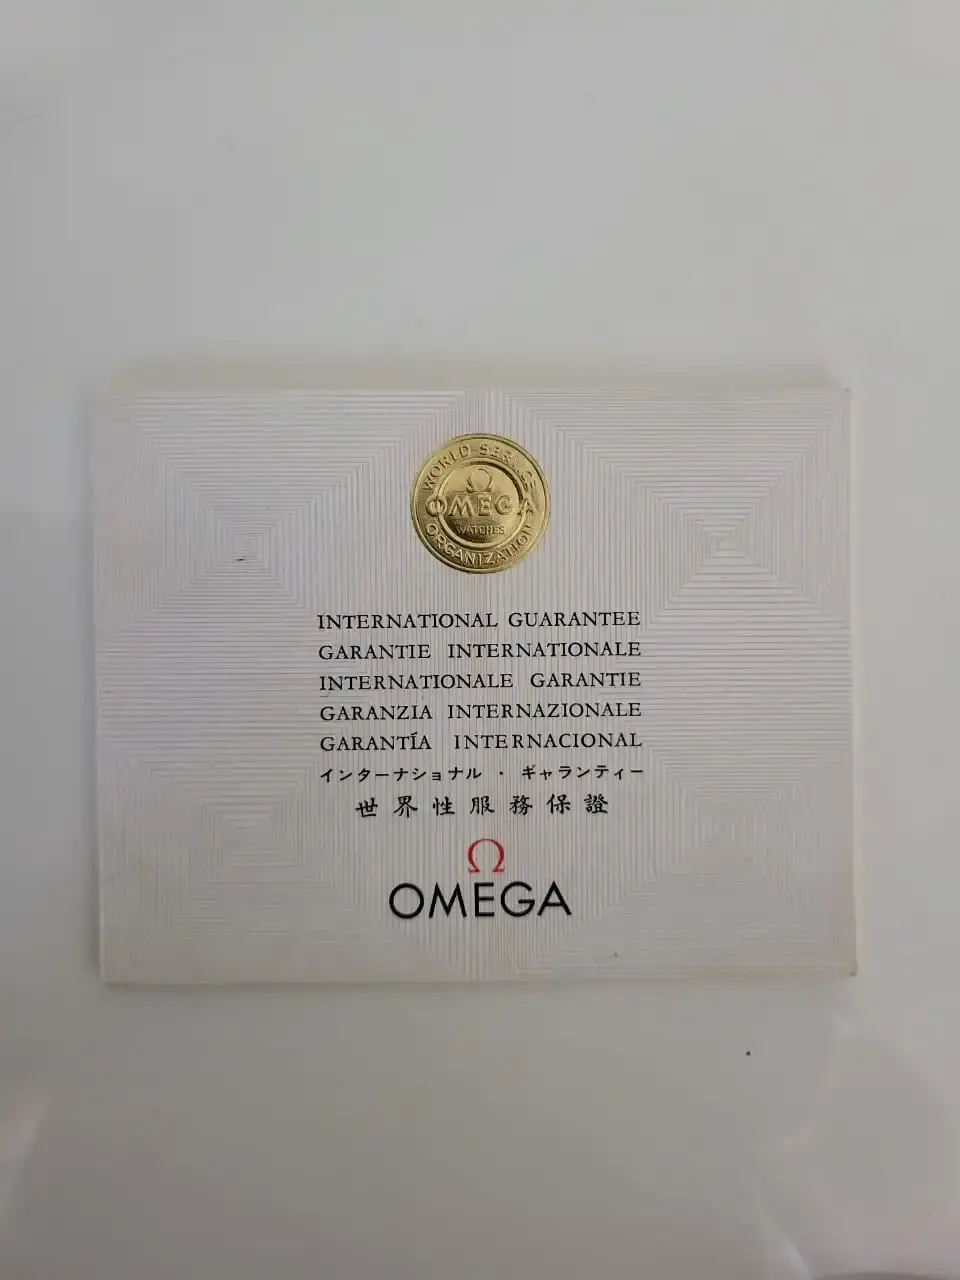 WORLD SERVICE
Ω
OMEGA
WATCHES
ORGANIZATION
INTERNATIONAL GUARANTEE
GARANTIE INTERNATIONALE
INTERNATIONALE GARANTIE
GARANZIA INTERNAZIONALE
GARANTÍA INTERNACIONAL
インターナショナル・ギャランティー
世界性服務保證
Ω
OMEGA